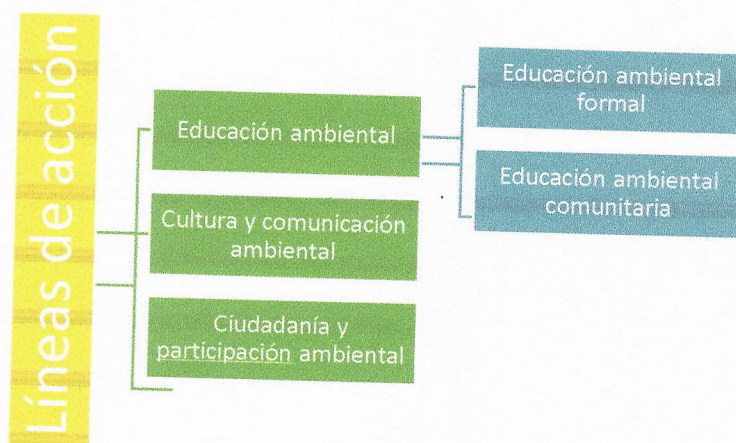 Líneas de acción
Educación ambiental
Cultura y comunicación
ambiental
Ciudadanía y
participación ambiental
Educación ambiental
formal
Educación ambiental
comunitaria